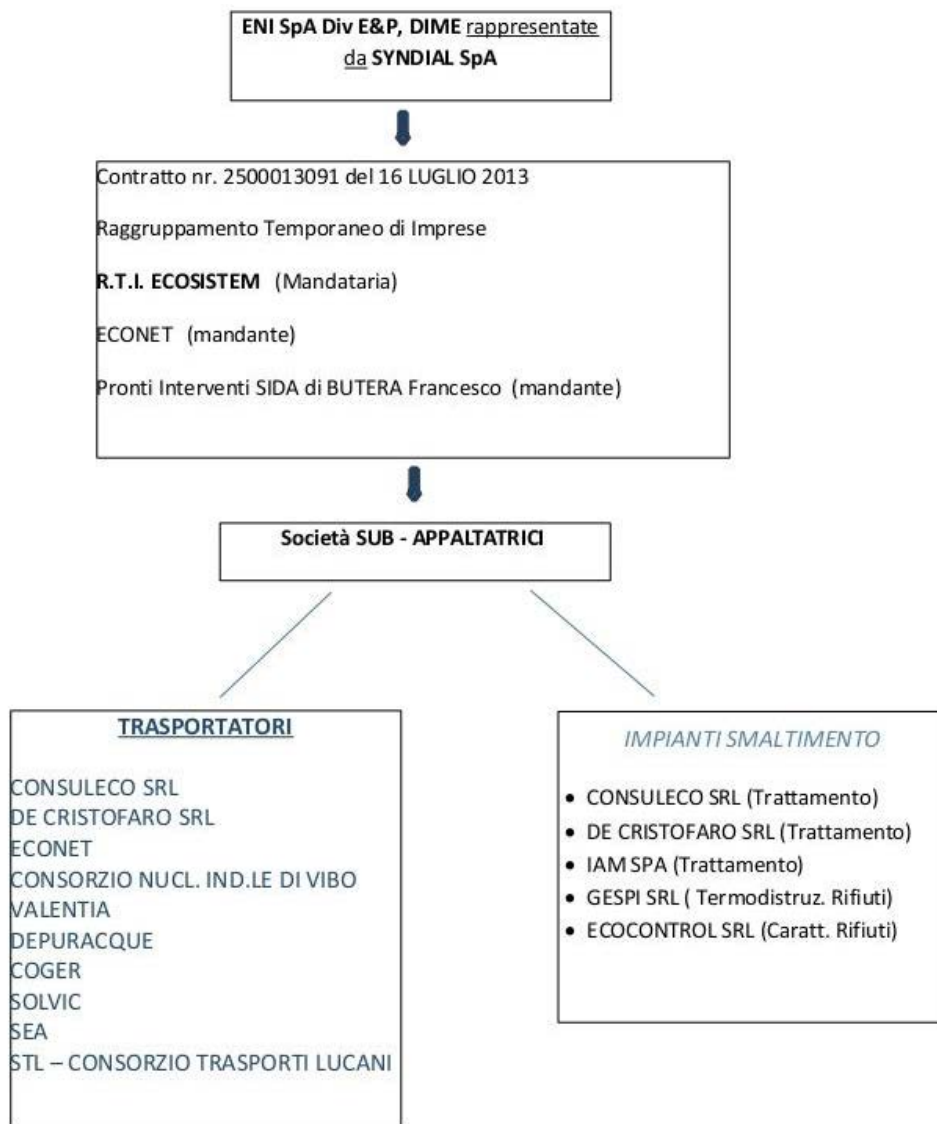 ENI SpA Div E&P, DIME rappresentate
da SYNDIAL SpA
Contratto nr. 2500013091 del 16 LUGLIO 2013
Raggruppamento Temporaneo di Imprese
R.T.I. ECOSISTEM (Mandataria)
ECONET (mandante)
Pronti Interventi SIDA di BUTERA Francesco (mandante)
Società SUB - APPALTATRICI
TRASPORTATORI
CONSULECO SRL
DE CRISTOFARO SRL
ECONET
CONSORZIO NUCL. IND.LE DI VIBO
VALENTIA
DEPURACQUE
COGER
SOLVIC
SEA
STL – CONSORZIO TRASPORTI LUCANI
IMPIANTI SMALTIMENTO
• CONSULECO SRL (Trattamento)
• DE CRISTOFARO SRL (Trattamento)
• IAM SPA (Trattamento)
• GESPI SRL ( Termodistruz. Rifiuti)
• ECOCONTROL SRL (Caratt. Rifiuti)